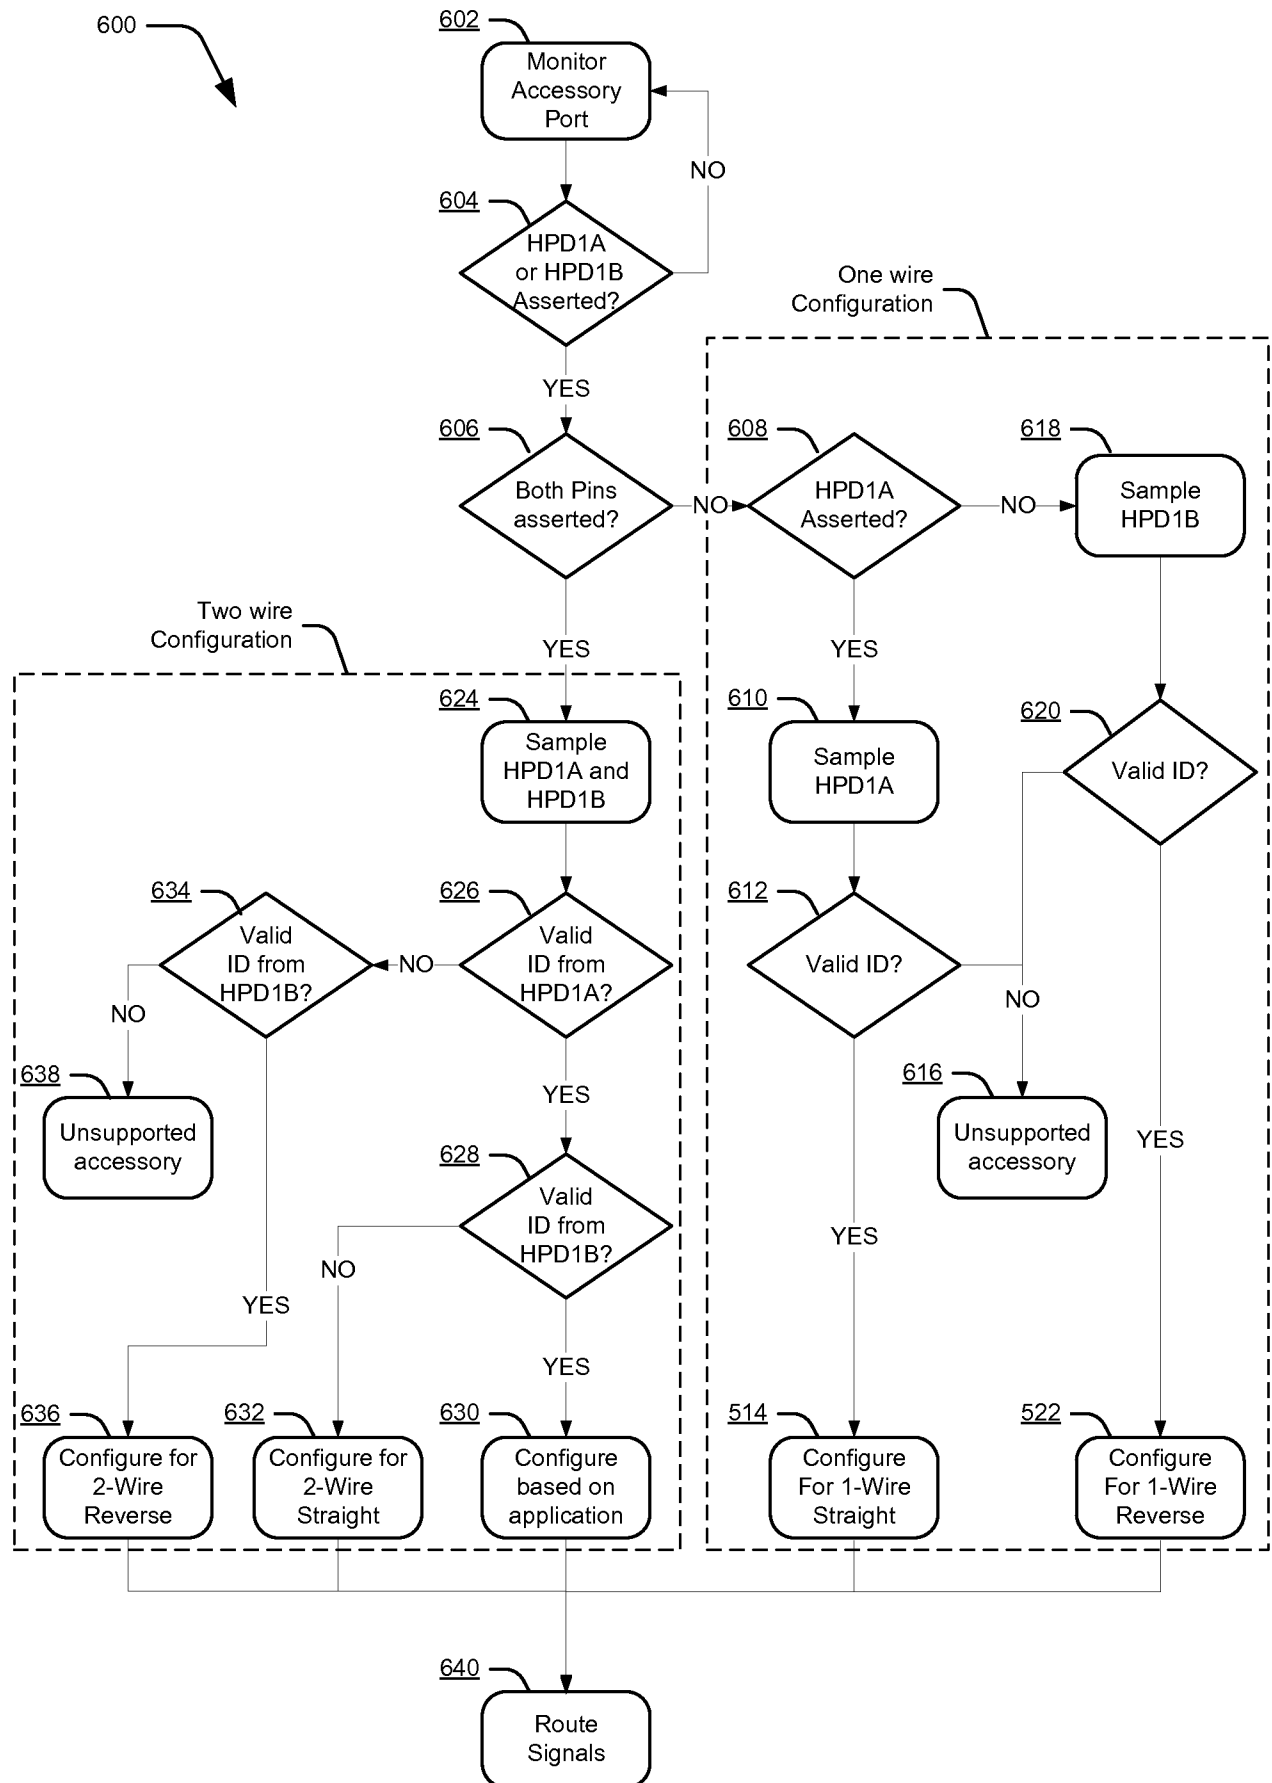 600
602
Monitor
Accessory
Port
NO
604
HPD1A
or HPD1B
Asserted?
One wire
Configuration
YES
606
Both Pins
asserted?
NO
608
HPD1A
Asserted?
NO
618
Sample
HPD1B
Two wire
Configuration
YES
YES
624
Sample
HPD1A and
HPD1B
610
Sample
HPD1A
620
Valid ID?
634
Valid
ID from
HPD1B?
NO
626
Valid
ID from
HPD1A?
612
Valid ID?
NO
NO
638
Unsupported
accessory
YES
616
Unsupported
accessory
YES
628
Valid
ID from
HPD1B?
YES
NO
YES
YES
636
Configure for
2-Wire
Reverse
632
Configure for
2-Wire
Straight
630
Configure
based on
application
514
Configure
For 1-Wire
Straight
522
Configure
For 1-Wire
Reverse
640
Route
Signals